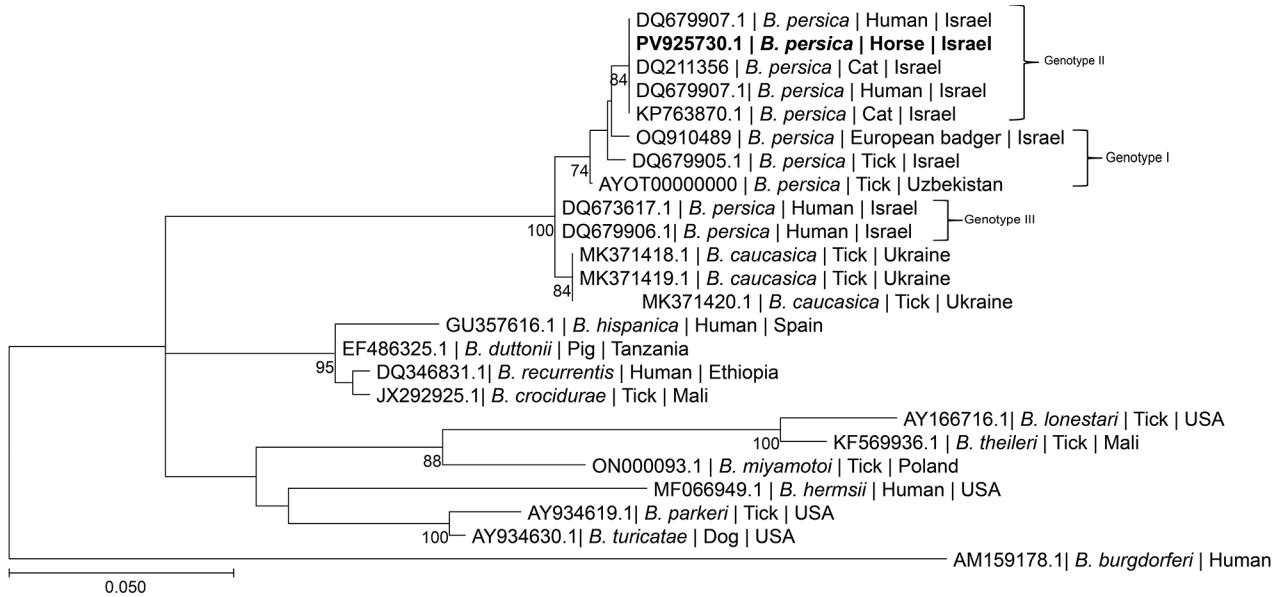 DQ679907.1 | B. persica | Human | Israel
PV925730.1 | B. persica | Horse | Israel
Genotype II
DQ211356 | B. persica | Cat | Israel
84
DQ679907.1| B. persica | Human | Israel
KP763870.1 | B. persica | Cat | Israel
OQ910489 | B. persica | European badger | Israel
DQ679905.1 | B. persica | Tick | Israel
Genotype I
74
AYOT00000000 | B. persica | Tick | Uzbekistan
DQ673617.1 | B. persica | Human | Israel
Genotype III
100
DQ679906.1| B. persica | Human | Israel
MK371418.1 | B. caucasica | Tick | Ukraine
MK371419.1 | B. caucasica | Tick | Ukraine
84
MK371420.1 | B. caucasica | Tick | Ukraine
GU357616.1 | B. hispanica | Human | Spain
EF486325.1 | B. duttonii | Pig | Tanzania
95
DQ346831.1| B. recurrentis | Human | Ethiopia
JX292925.1| B. crocidurae | Tick | Mali
AY166716.1| B. lonestari | Tick | USA
100
KF569936.1 | B. theileri | Tick | Mali
88
ON000093.1 | B. miyamotoi | Tick | Poland
MF066949.1 | B. hermsii | Human | USA
AY934619.1| B. parkeri | Tick | USA
100
AY934630.1| B. turicatae | Dog | USA
AM159178.1| B. burgdorferi | Human
0.050